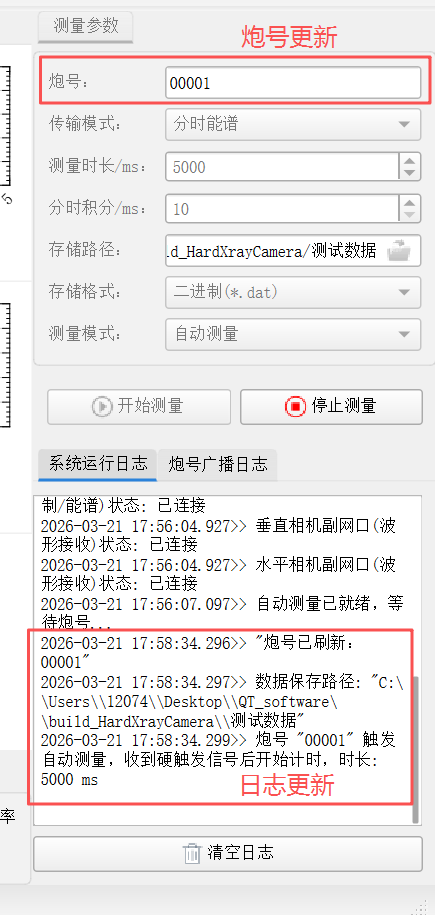 测量参数
炮号更新
炮号：
00001
传输模式：
分时能谱
测量时长/ms：
5000
分时积分/ms：
10
存储路径：
ld_HardXrayCamera/测试数据
存储格式：
二进制(*.dat)
测量模式：
自动测量
开始测量
停止测量
系统运行日志
炮号广播日志
制/能谱)状态: 已连接
2026-03-21 17:56:04.927>> 垂直相机副网口(波
形接收)状态: 已连接
2026-03-21 17:56:04.927>> 水平相机副网口(波
形接收)状态: 已连接
2026-03-21 17:56:07.097>> 自动测量已就绪，等
待炮号...
2026-03-21 17:58:34.296>> "炮号已刷新：
00001"
2026-03-21 17:58:34.297>> 数据保存路径: "C:\
\Users\\12074\\Desktop\\QT_software\
\build_HardXrayCamera\\测试数据"
2026-03-21 17:58:34.299>> 炮号 "00001" 触发
自动测量，收到硬触发信号后开始计时，时长:
5000 ms
日志更新
率
清空日志
5